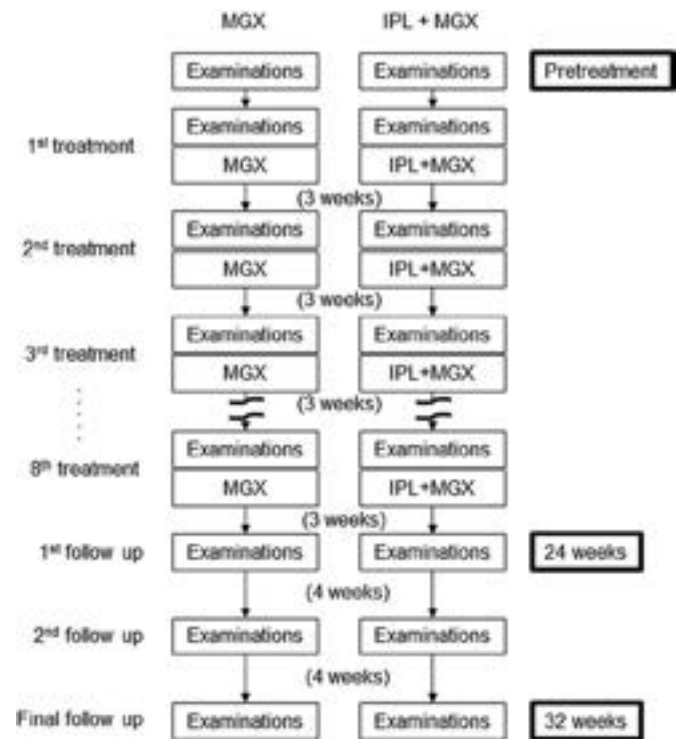 MGX IPL + MGX
Examinations Examinations Pretreatment
Examinations Examinations
1st treatment
MGX IPL+MGX
(3 weeks)
Examinations Examinations
2nd treatment
MGX IPL+MGX
(3 weeks)
Examinations Examinations
3rd treatment
MGX IPL+MGX
(3 weeks)
Examinations Examinations
8th treatment
MGX IPL+MGX
(3 weeks)
1st follow up Examinations Examinations 24 weeks
(4 weeks)
2nd follow up Examinations Examinations
(4 weeks)
Final follow up Examinations Examinations 32 weeks